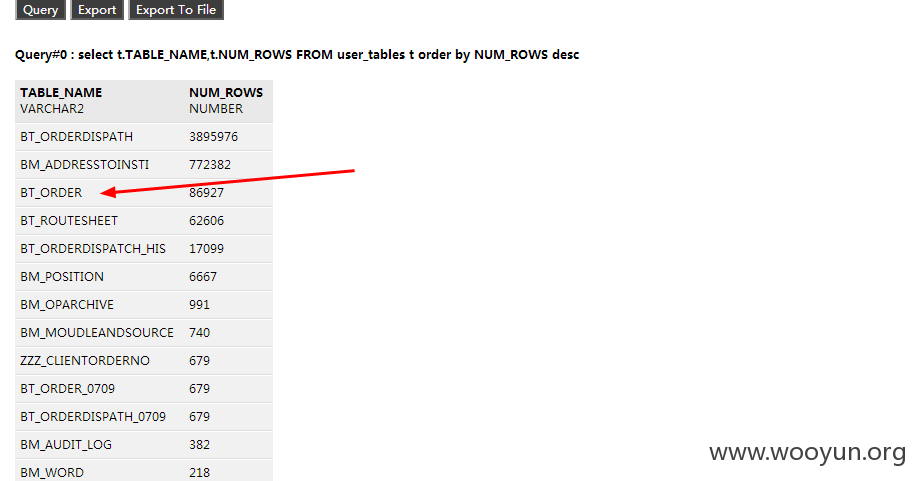 Query Export Export To File
Query#0 : select t.TABLE_NAME,t.NUM_ROWS FROM user_tables t order by NUM_ROWS desc
TABLE_NAME NUM_ROWS
VARCHAR2 NUMBER
BT_ORDERDISPATH 3895976
BM_ADDRESSTOINSTI 772382
BT_ORDER 86927
BT_ROUTESHEET 62606
BT_ORDERDISPATCH_HIS 17099
BM_POSITION 6667
BM_OPARCHIVE 991
BM_MOUDLEANDSOURCE 740
ZZZ_CLIENTORDERNO 679
BT_ORDER_0709 679
BT_ORDERDISPATH_0709 679
BM_AUDIT_LOG 382
BM_WORD 218
www.wooyun.org